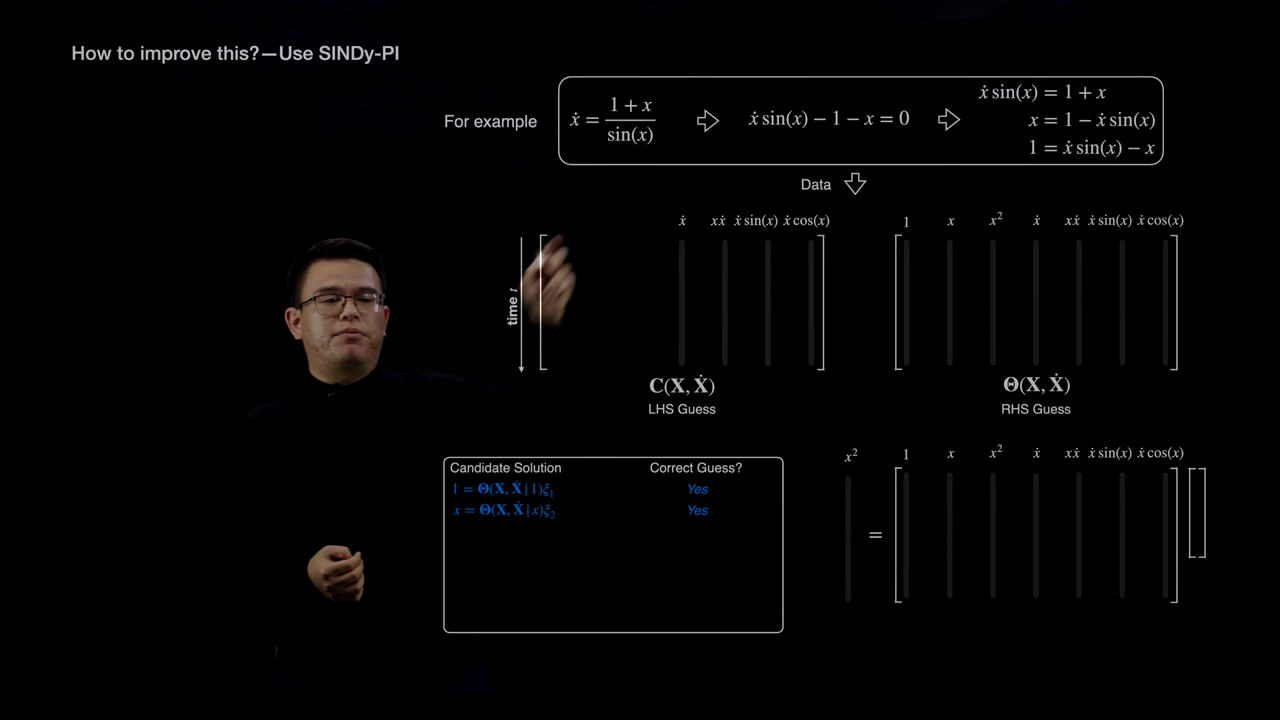 How to improve this?—Use SINDy-PI
For example
ẋ = (1 + x) / sin(x) ⇨ ẋ sin(x) − 1 − x = 0 ⇨
ẋ sin(x) = 1 + x
x = 1 − ẋ sin(x)
1 = ẋ sin(x) − x
Data
ẋ xẋ ẋ sin(x) ẋ cos(x)
1 x x² ẋ xẋ ẋ sin(x) ẋ cos(x)
time t
C(X, Ẋ)
LHS Guess
Θ(X, Ẋ)
RHS Guess
Candidate Solution Correct Guess?
1 = Θ(X, Ẋ | 1)ξ₁ Yes
x = Θ(X, Ẋ | x)ξ₂ Yes
x² 1 x x² ẋ xẋ ẋ sin(x) ẋ cos(x)
=